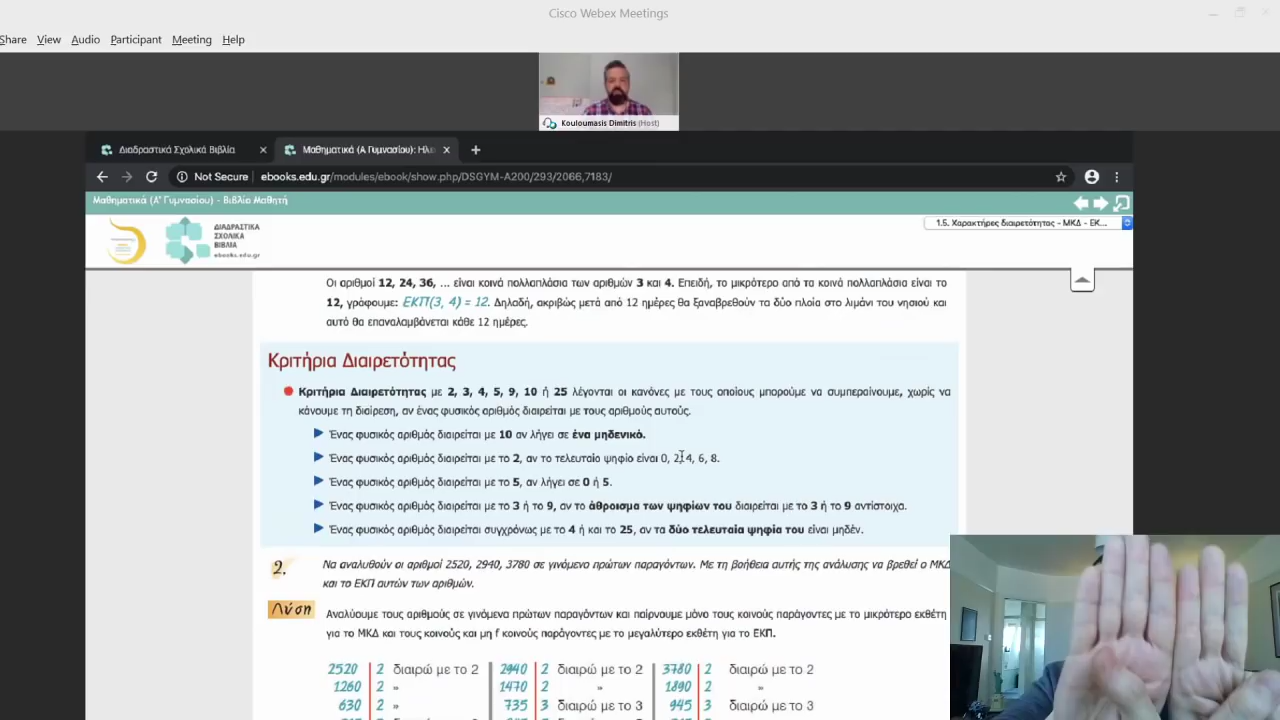 Cisco Webex Meetings
Share View Audio Participant Meeting Help
Kouloumasis Dimitris (Host)
Διαδραστικά Σχολικά Βιβλία
Μαθηματικά (Α Γυμνασίου): Ηλε
Not Secure ebooks.edu.gr/modules/ebook/show.php/DSGYM-A200/293/2066,7183/
Μαθηματικά (Α' Γυμνασίου) - Βιβλίο Μαθητή
ΔΙΑΔΡΑΣΤΙΚΑ
ΣΧΟΛΙΚΑ
ΒΙΒΛΙΑ
ebooks.edu.gr
1.5. Χαρακτήρες διαιρετότητας - ΜΚΔ - ΕΚ...
Οι αριθμοί 12, 24, 36, ... είναι κοινά πολλαπλάσια των αριθμών 3 και 4. Επειδή, το μικρότερο από τα κοινά πολλαπλάσια είναι το
12, γράφουμε: ΕΚΠ(3, 4) = 12. Δηλαδή, ακριβώς μετά από 12 ημέρες θα ξαναβρεθούν τα δύο πλοία στο λιμάνι του νησιού και
αυτό θα επαναλαμβάνεται κάθε 12 ημέρες.
Κριτήρια Διαιρετότητας
Κριτήρια Διαιρετότητας με 2, 3, 4, 5, 9, 10 ή 25 λέγονται οι κανόνες με τους οποίους μπορούμε να συμπεραίνουμε, χωρίς να
κάνουμε τη διαίρεση, αν ένας φυσικός αριθμός διαιρείται με τους αριθμούς αυτούς.
Ένας φυσικός αριθμός διαιρείται με 10 αν λήγει σε ένα μηδενικό.
Ένας φυσικός αριθμός διαιρείται με το 2, αν το τελευταίο ψηφίο είναι 0, 2, 4, 6, 8.
Ένας φυσικός αριθμός διαιρείται με το 5, αν λήγει σε 0 ή 5.
Ένας φυσικός αριθμός διαιρείται με το 3 ή το 9, αν το άθροισμα των ψηφίων του διαιρείται με το 3 ή το 9 αντίστοιχα.
Ένας φυσικός αριθμός διαιρείται συγχρόνως με το 4 ή και το 25, αν τα δύο τελευταία ψηφία του είναι μηδέν.
2. Να αναλυθούν οι αριθμοί 2520, 2940, 3780 σε γινόμενο πρώτων παραγόντων. Με τη βοήθεια αυτής της ανάλυσης να βρεθεί ο ΜΚΔ
και το ΕΚΠ αυτών των αριθμών.
Λύση Αναλύουμε τους αριθμούς σε γινόμενα πρώτων παραγόντων και παίρνουμε μόνο τους κοινούς παράγοντες με το μικρότερο εκθέτη
για το ΜΚΔ και τους κοινούς και μη f κοινούς παράγοντες με το μεγαλύτερο εκθέτη για το ΕΚΠ.
2520 2 διαιρώ με το 2 2940 2 διαιρώ με το 2 3780 2 διαιρώ με το 2
1260 2 » 1470 2 » 1890 2 »
630 2 » 735 3 διαιρώ με το 3 945 3 διαιρώ με το 3